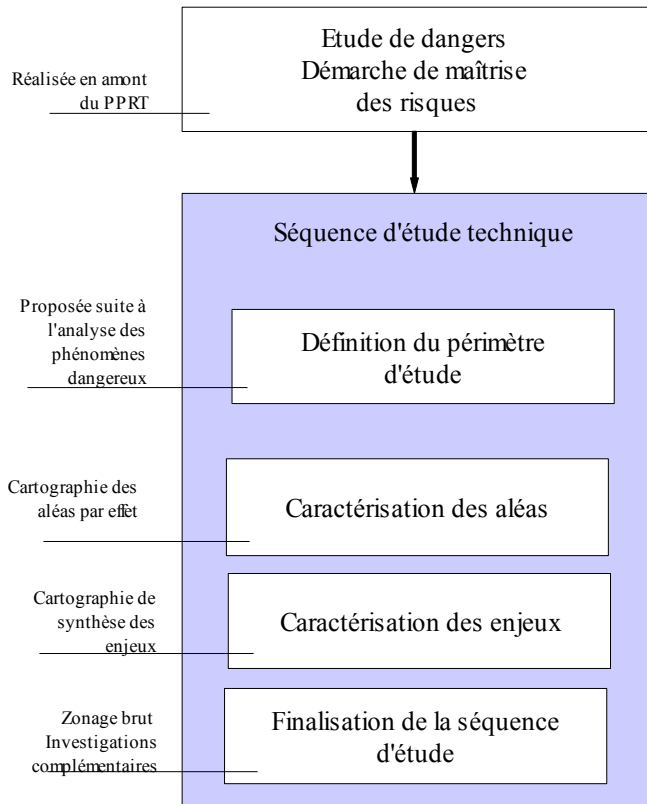 Etude de dangers
Démarche de maîtrise
des risques
Réalisée en amont
du PPRT
Séquence d'étude technique
Proposée suite à
l'analyse des
phénomènes
dangereux
Définition du périmètre
d'étude
Cartographie des
aléas par effet
Caractérisation des aléas
Cartographie de
synthèse des
enjeux
Caractérisation des enjeux
Zonage brut
Investigations
complémentaires
Finalisation de la séquence
d'étude